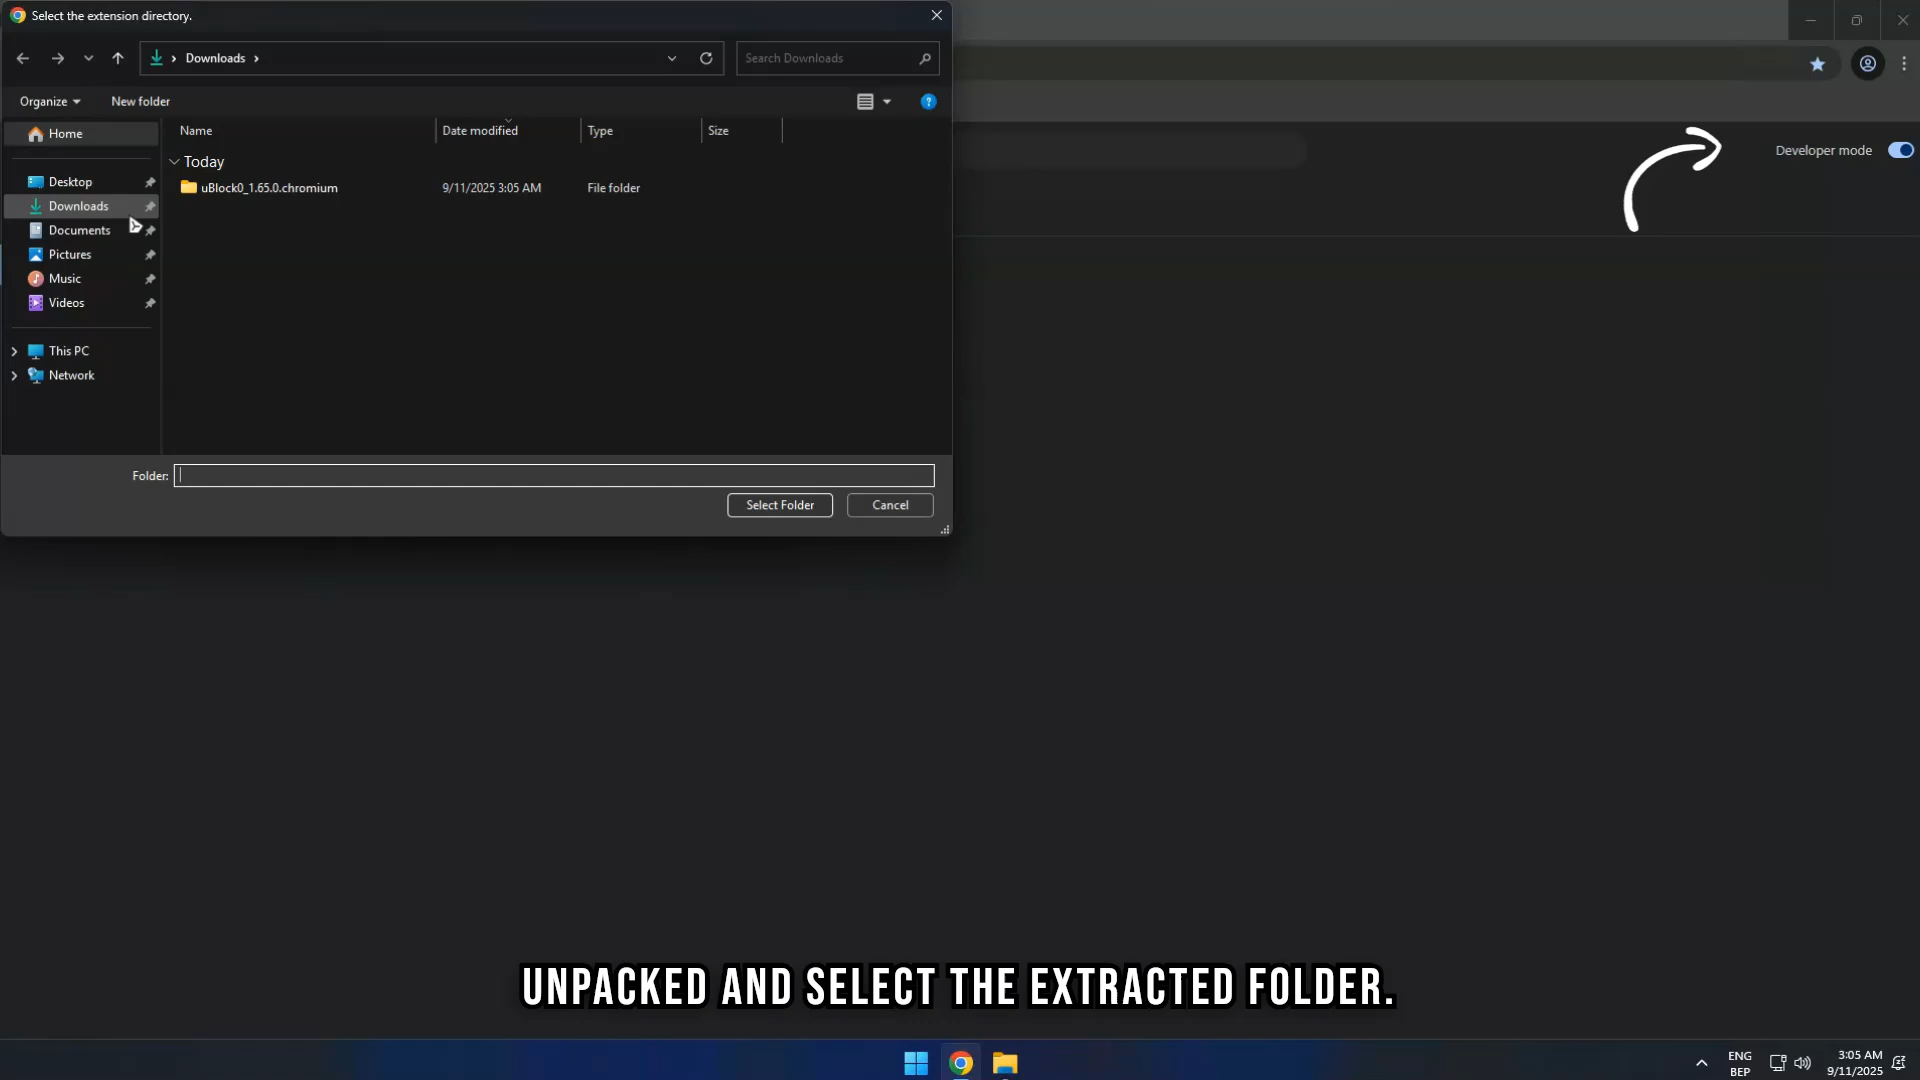 Select the extension directory.
Downloads
Search Downloads
Organize
New folder
Developer mode
Home
Name
Date modified
Type
Size
Today
Desktop
uBlock0_1.65.0.chromium
9/11/2025 3:05 AM
File folder
Downloads
Documents
Pictures
Music
Videos
This PC
Network
Folder:
Select Folder
Cancel
UNPACKED AND SELECT THE EXTRACTED FOLDER.
ENG
BEP
3:05 AM
9/11/2025